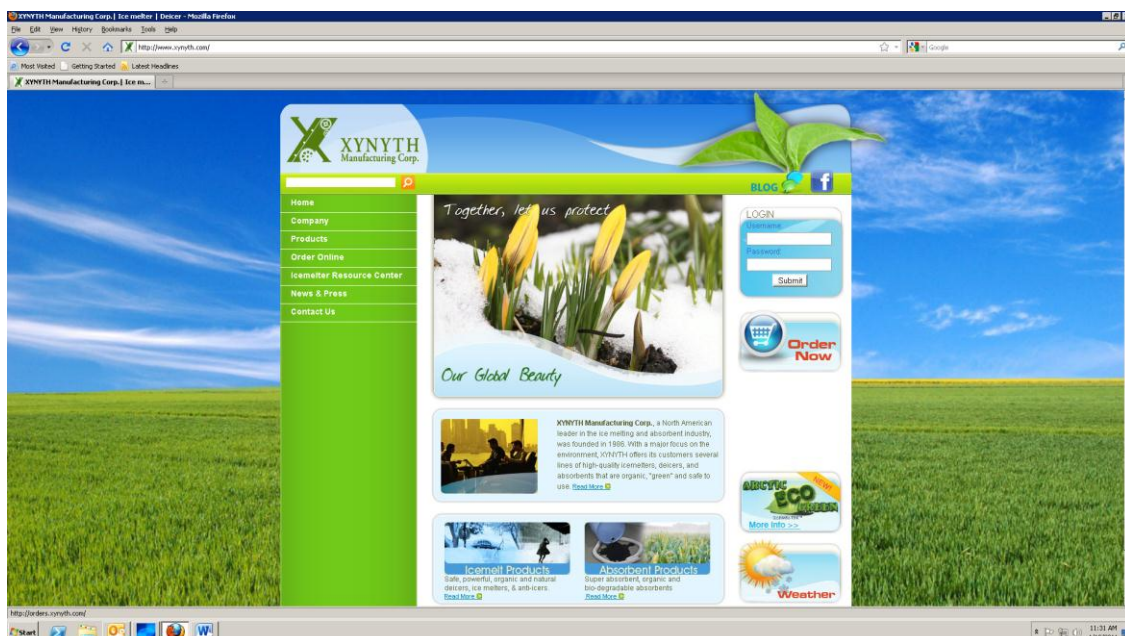 XYNYTH Manufacturing Corp.| Ice melter | Deicer - Mozilla Firefox
File Edit View History Bookmarks Tools Help
http://www.xynyth.com/
Google
Most Visited Getting Started Latest Headlines
XYNYTH Manufacturing Corp.| Ice m...
XYNYTH
Manufacturing Corp.
BLOG f
Home
Company
Products
Order Online
Icemelter Resource Center
News & Press
Contact Us
Together, let us protect
Our Global Beauty
LOGIN
Username:
Password:
Submit
Order
Now
XYNYTH Manufacturing Corp., a North American
leader in the ice melting and absorbent industry,
was founded in 1986. With a major focus on the
environment, XYNYTH offers its customers several
lines of high-quality icemelters, deicers, and
absorbents that are organic, "green" and safe to
use. Read More
ARCTIC
ECO
GREEN
NEW!
More Info >>
Icemelt Products
Safe, powerful, organic and natural
deicers, ice melters, & anti-icers.
Read More
Absorbent Products
Super absorbent, organic and
bio-degradable absorbents
Read More
Weather
http://orders.xynyth.com/
Start
11:31 AM